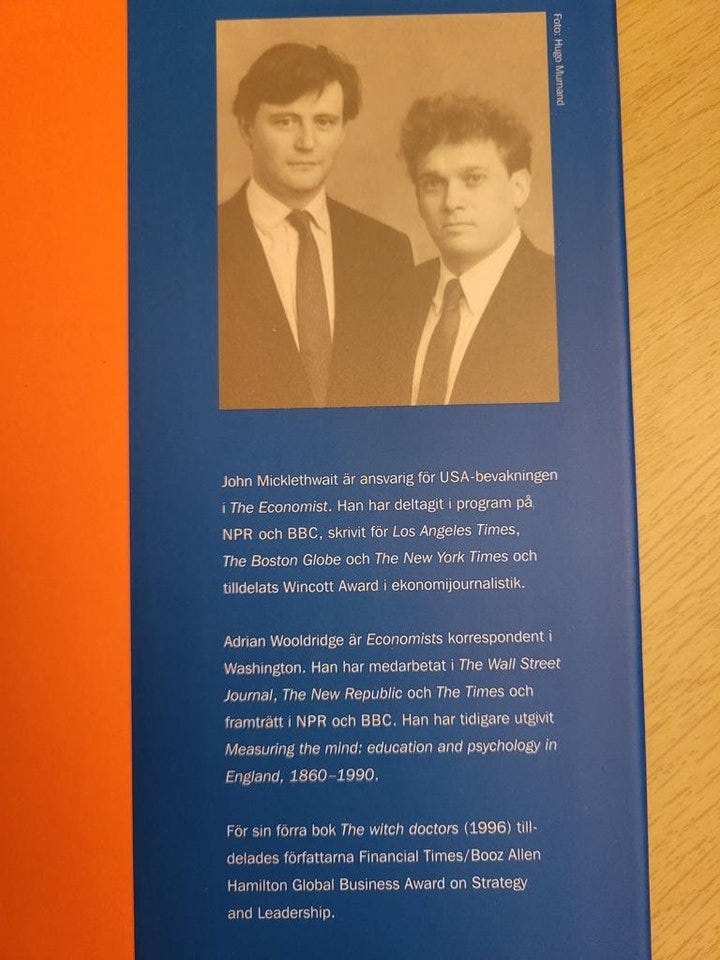 Foto: Hugo Murnand
John Micklethwait är ansvarig för USA-bevakningen
i The Economist. Han har deltagit i program på
NPR och BBC, skrivit för Los Angeles Times,
The Boston Globe och The New York Times och
tilldelats Wincott Award i ekonomijournalistik.
Adrian Wooldridge är Economists korrespondent i
Washington. Han har medarbetat i The Wall Street
Journal, The New Republic och The Times och
framträtt i NPR och BBC. Han har tidigare utgivit
Measuring the mind: education and psychology in
England, 1860–1990.
För sin förra bok The witch doctors (1996) till-
delades författarna Financial Times/Booz Allen
Hamilton Global Business Award on Strategy
and Leadership.